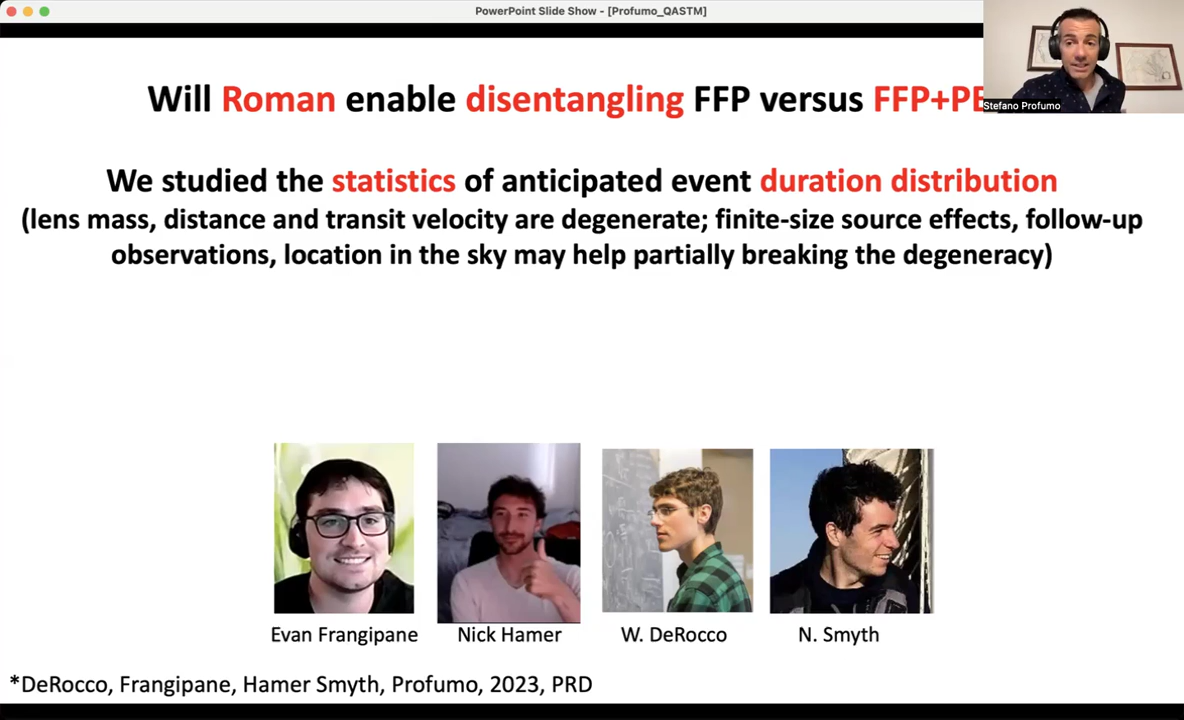 PowerPoint Slide Show - [Profumo_QASTM]
Will Roman enable disentangling FFP versus FFP+PE
Stefano Profumo
We studied the statistics of anticipated event duration distribution
(lens mass, distance and transit velocity are degenerate; finite-size source effects, follow-up
observations, location in the sky may help partially breaking the degeneracy)
Evan Frangipane
Nick Hamer
W. DeRocco
N. Smyth
*DeRocco, Frangipane, Hamer Smyth, Profumo, 2023, PRD